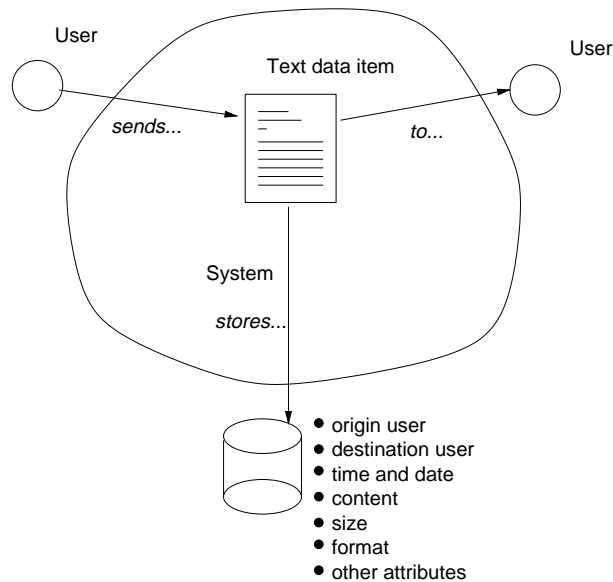 User
User
Text data item
sends...
to...
System
stores...
● origin user
● destination user
● time and date
● content
● size
● format
● other attributes